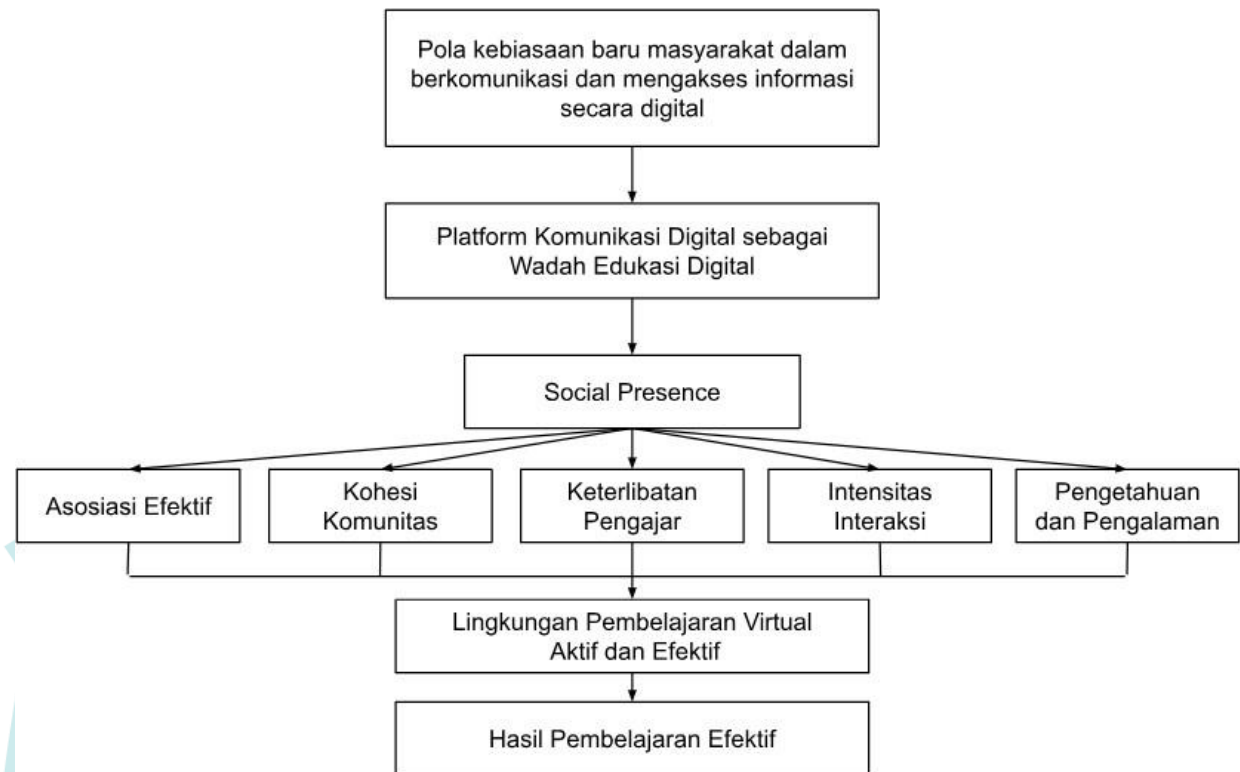 Pola kebiasaan baru masyarakat dalam
berkomunikasi dan mengakses informasi
secara digital
Platform Komunikasi Digital sebagai
Wadah Edukasi Digital
Social Presence
Asosiasi Efektif
Kohesi
Komunitas
Keterlibatan
Pengajar
Intensitas
Interaksi
Pengetahuan
dan Pengalaman
Lingkungan Pembelajaran Virtual
Aktif dan Efektif
Hasil Pembelajaran Efektif